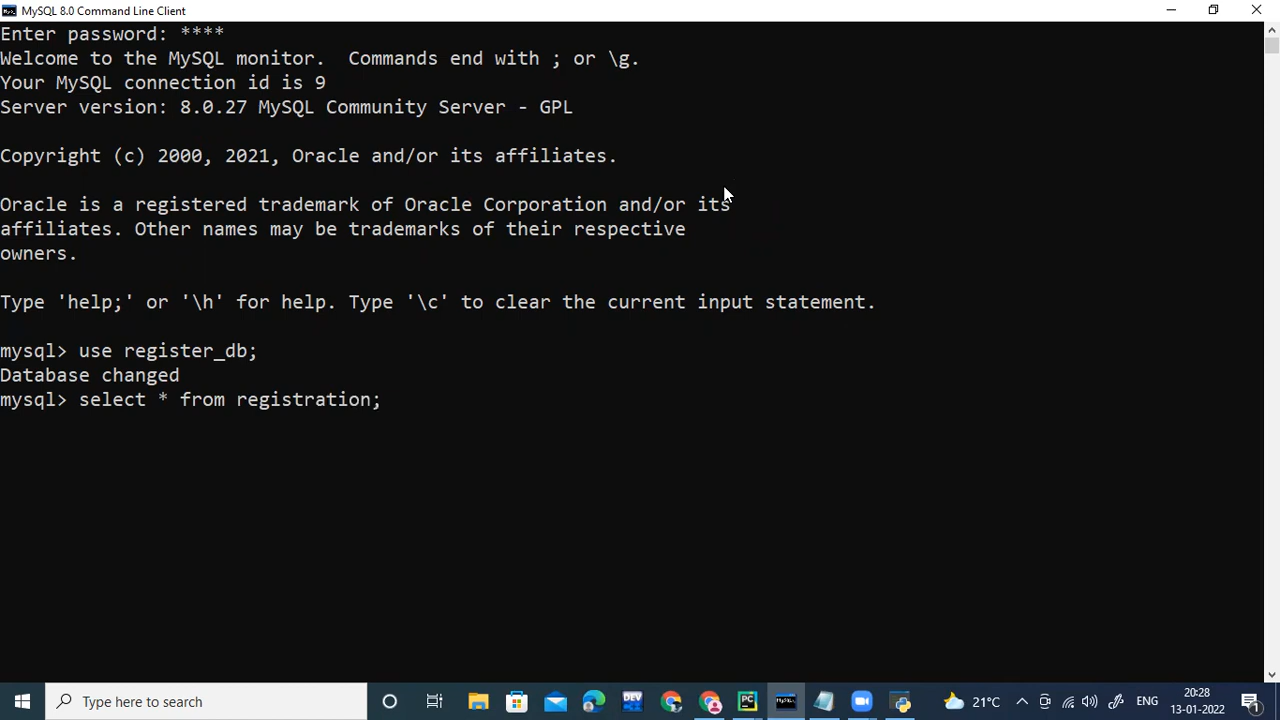 MySQL 8.0 Command Line Client
Enter password: ****
Welcome to the MySQL monitor.  Commands end with ; or \g.
Your MySQL connection id is 9
Server version: 8.0.27 MySQL Community Server - GPL
Copyright (c) 2000, 2021, Oracle and/or its affiliates.
Oracle is a registered trademark of Oracle Corporation and/or its
affiliates. Other names may be trademarks of their respective
owners.
Type 'help;' or '\h' for help. Type '\c' to clear the current input statement.
mysql> use register_db;
Database changed
mysql> select * from registration;
Type here to search
DEV
PC
21°C
ENG
20:28
13-01-2022
1